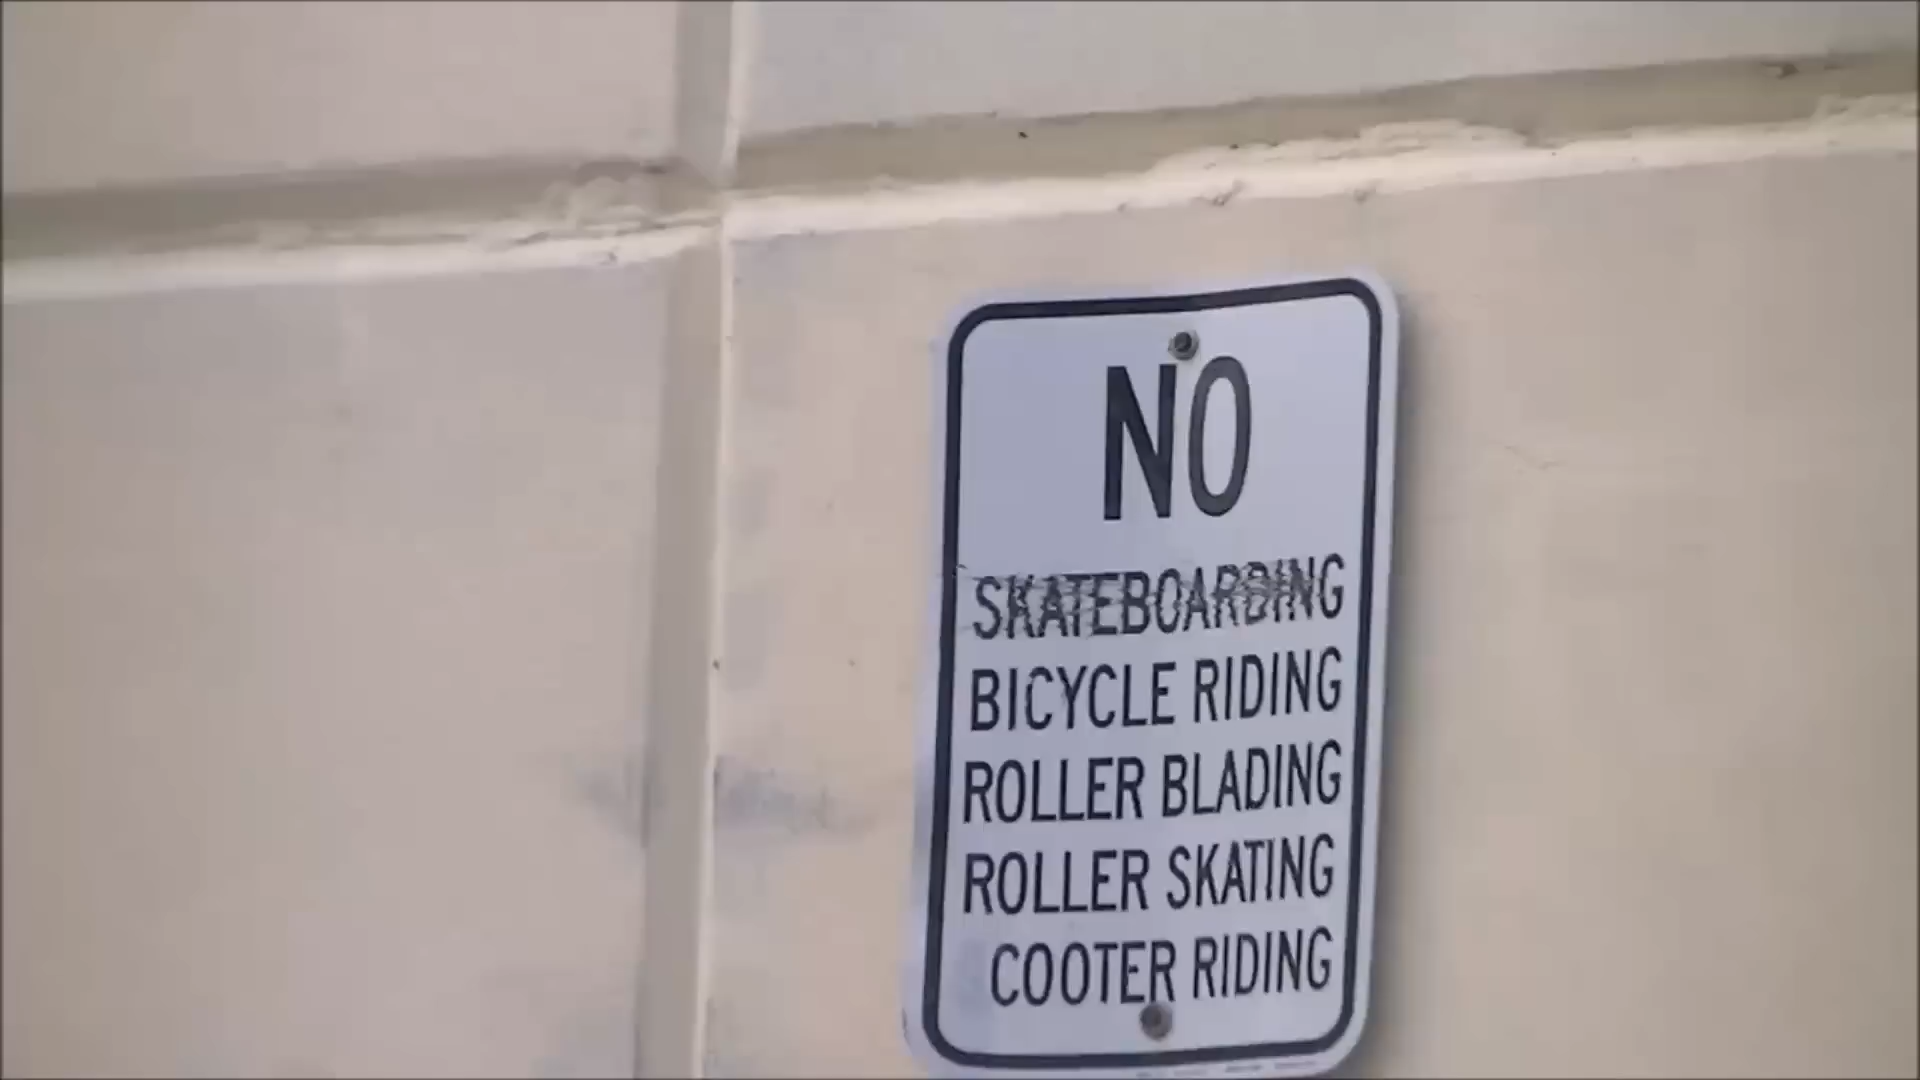 NO
SKATEBOARDING
BICYCLE RIDING
ROLLER BLADING
ROLLER SKATING
COOTER RIDING